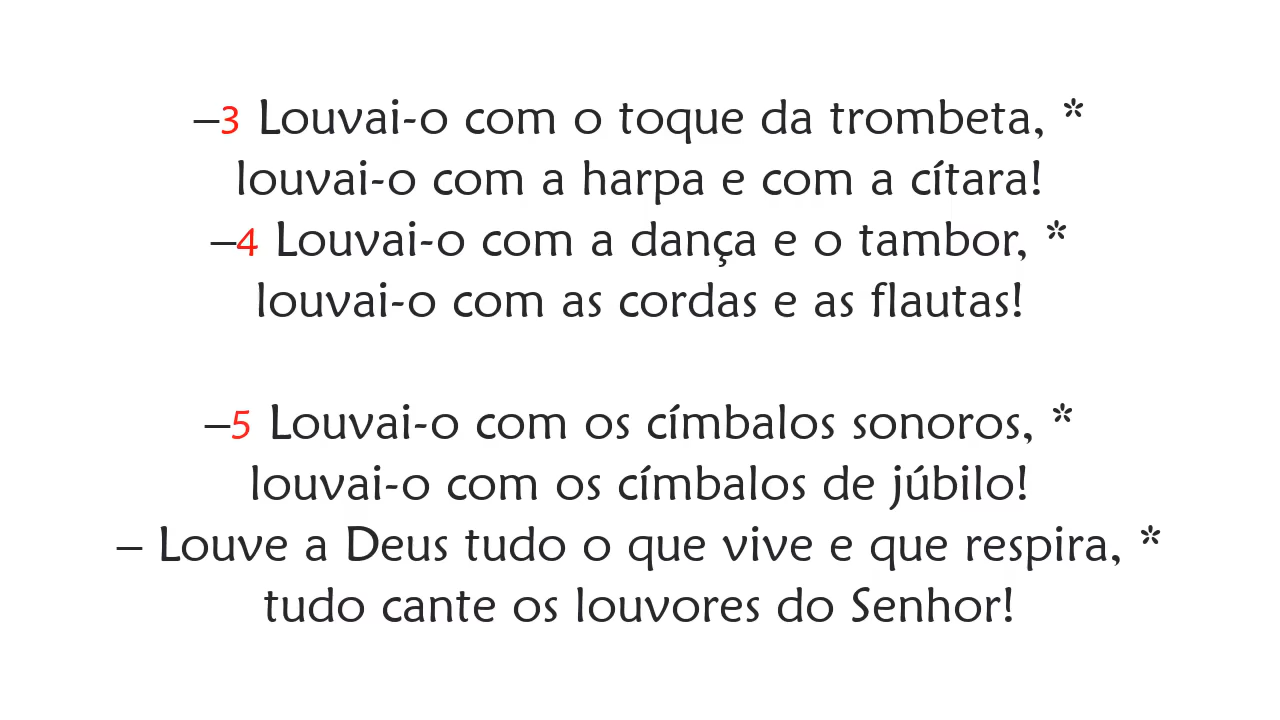 –3 Louvai-o com o toque da trombeta, *
louvai-o com a harpa e com a cítara!
–4 Louvai-o com a dança e o tambor, *
louvai-o com as cordas e as flautas!
–5 Louvai-o com os címbalos sonoros, *
louvai-o com os címbalos de júbilo!
– Louve a Deus tudo o que vive e que respira, *
tudo cante os louvores do Senhor!